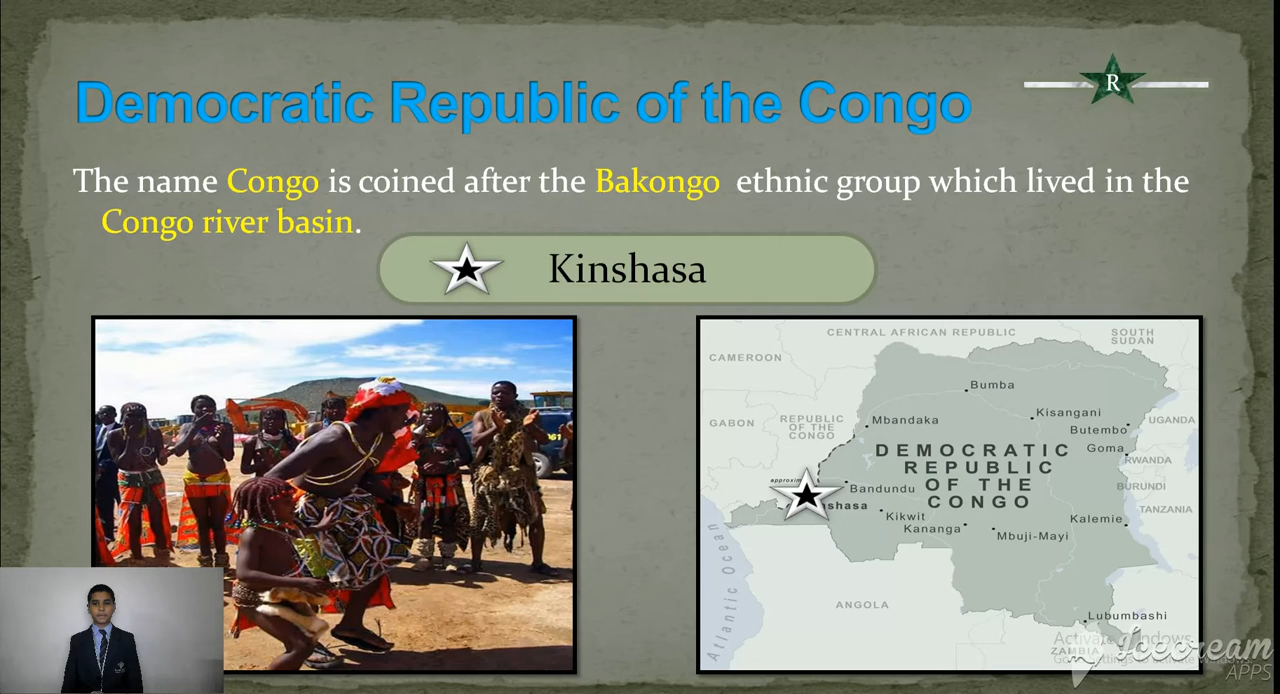 R
Democratic Republic of the Congo
The name Congo is coined after the Bakongo ethnic group which lived in the
Congo river basin.
Kinshasa
CENTRAL AFRICAN REPUBLIC
SOUTH
SUDAN
CAMEROON
Bumba
GABON
REPUBLIC
OF THE
CONGO
Mbandaka
Kisangani
UGANDA
Butembo
Goma
RWANDA
DEMOCRATIC
REPUBLIC
OF THE
CONGO
Bandundu
BURUNDI
nshasa
Kikwit
TANZANIA
Kananga
Kalemie
Mbuji-Mayi
Atlantic Ocean
ANGOLA
Lubumbashi
Activate Windows
ZAMBIA
Icecream
APPS